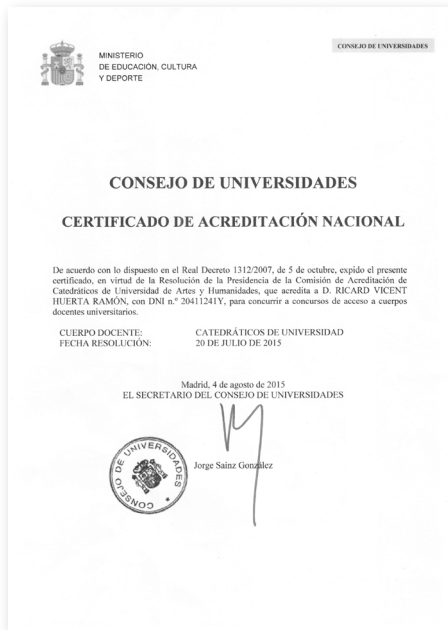 MINISTERIO
DE EDUCACIÓN, CULTURA
Y DEPORTE
CONSEJO DE UNIVERSIDADES
CONSEJO DE UNIVERSIDADES
CERTIFICADO DE ACREDITACIÓN NACIONAL
De acuerdo con lo dispuesto en el Real Decreto 1312/2007, de 5 de octubre, expido el presente
certificado, en virtud de la Resolución de la Presidencia de la Comisión de Acreditación de
Catedráticos de Universidad de Artes y Humanidades, que acredita a D. RICARD VICENT
HUERTA RAMÓN, con DNI n.º 20411241Y, para concurrir a concursos de acceso a cuerpos
docentes universitarios.
CUERPO DOCENTE: CATEDRÁTICOS DE UNIVERSIDAD
FECHA RESOLUCIÓN: 20 DE JULIO DE 2015
Madrid, 4 de agosto de 2015
EL SECRETARIO DEL CONSEJO DE UNIVERSIDADES
Jorge Sainz González
CONSEJO DE UNIVERSIDADES